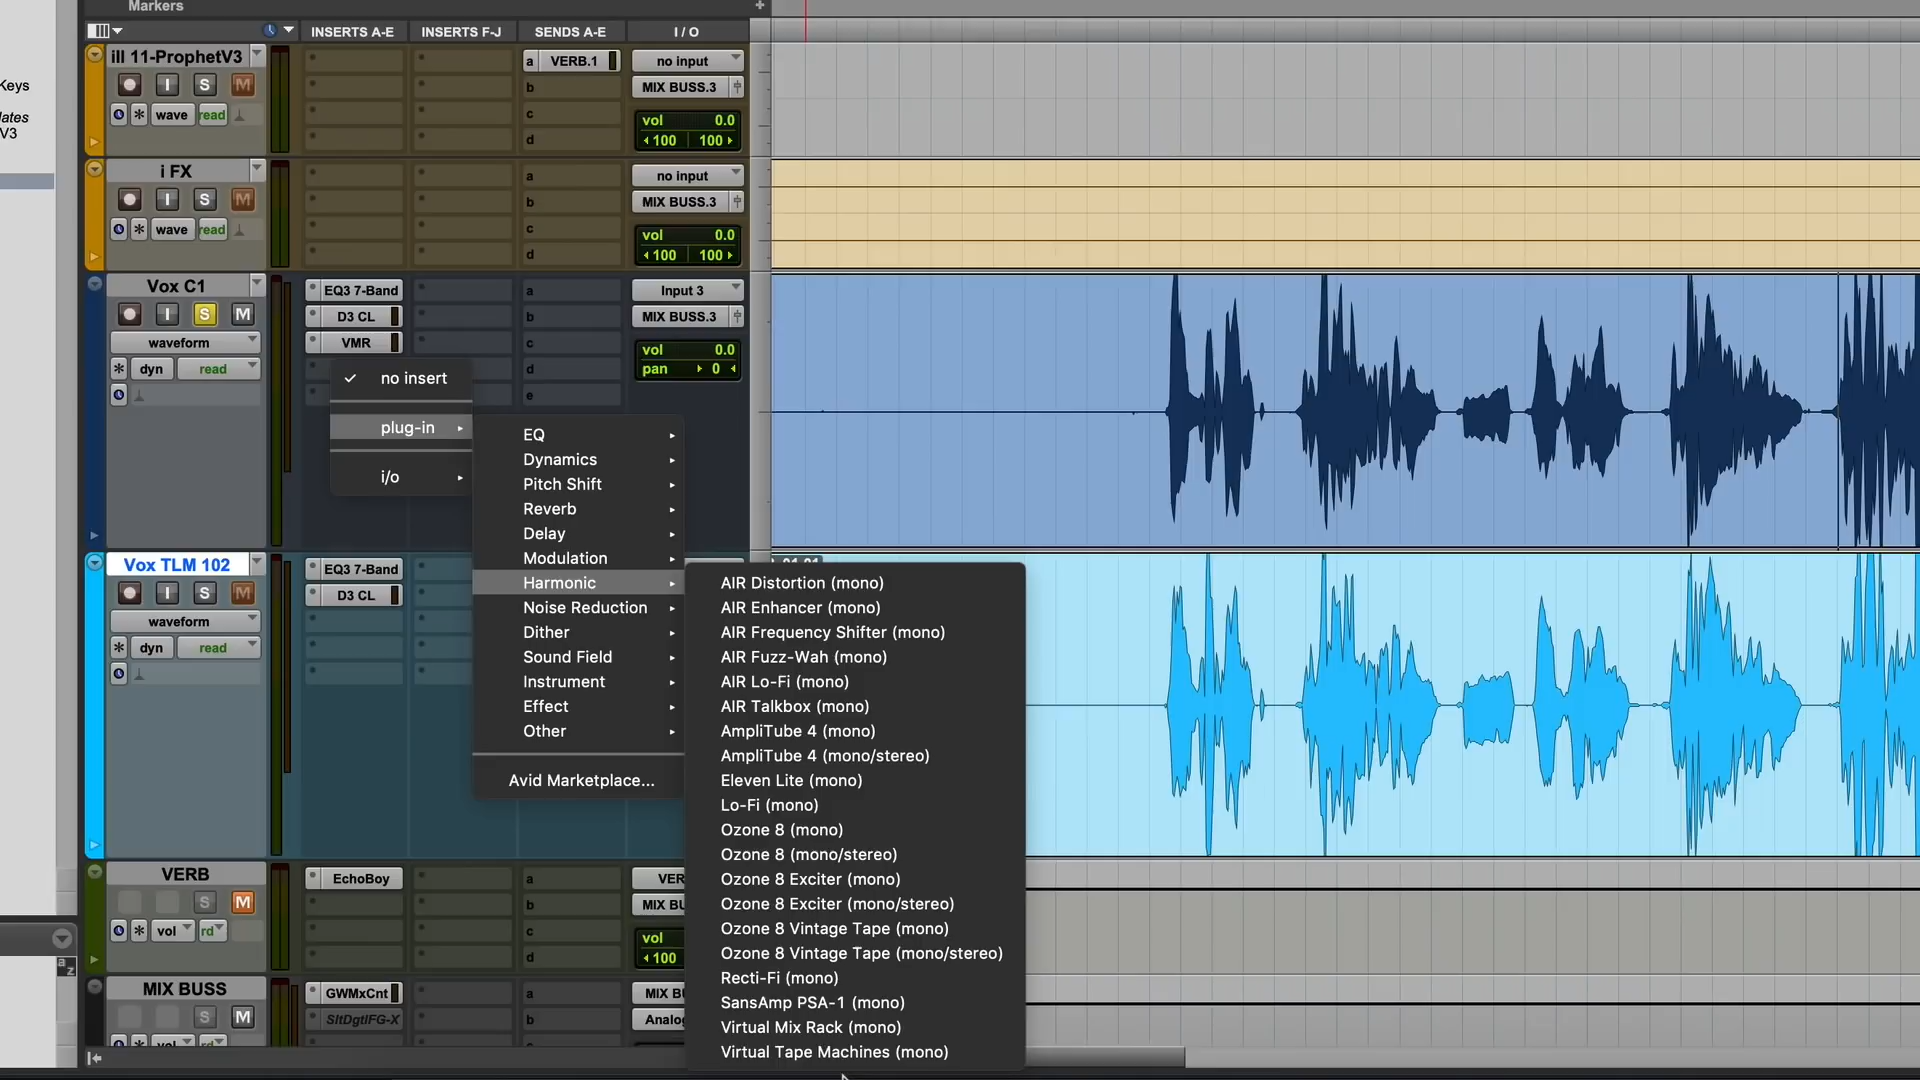 Markers
INSERTS A-E INSERTS F-J SENDS A-E I / O
Keys
V3
ill 11-ProphetV3
I S M
* wave read
a VERB.1
b
c
d
no input
MIX BUSS.3
vol 0.0
100 100
i FX
I S M
* wave read
a
b
c
d
no input
MIX BUSS.3
vol 0.0
100 100
Vox C1
I S M
waveform
* dyn read
EQ3 7-Band
D3 CL
VMR
a
b
c
d
e
Input 3
MIX BUSS.3
vol 0.0
pan 0
no insert
plug-in
i/o
EQ
Dynamics
Pitch Shift
Reverb
Delay
Modulation
Harmonic
Noise Reduction
Dither
Sound Field
Instrument
Effect
Other
Avid Marketplace...
AIR Distortion (mono)
AIR Enhancer (mono)
AIR Frequency Shifter (mono)
AIR Fuzz-Wah (mono)
AIR Lo-Fi (mono)
AIR Talkbox (mono)
AmpliTube 4 (mono)
AmpliTube 4 (mono/stereo)
Eleven Lite (mono)
Lo-Fi (mono)
Ozone 8 (mono)
Ozone 8 (mono/stereo)
Ozone 8 Exciter (mono)
Ozone 8 Exciter (mono/stereo)
Ozone 8 Vintage Tape (mono)
Ozone 8 Vintage Tape (mono/stereo)
Recti-Fi (mono)
SansAmp PSA-1 (mono)
Virtual Mix Rack (mono)
Virtual Tape Machines (mono)
Vox TLM 102
I S M
waveform
* dyn read
EQ3 7-Band
D3 CL
VERB
S M
* vol rd
EchoBoy
a
b
c
d
VER
MIX BU
vol
100
MIX BUSS
S M
GWMxCnt
SltDgtlFG-X
a
b
MIX B
Analo
a z